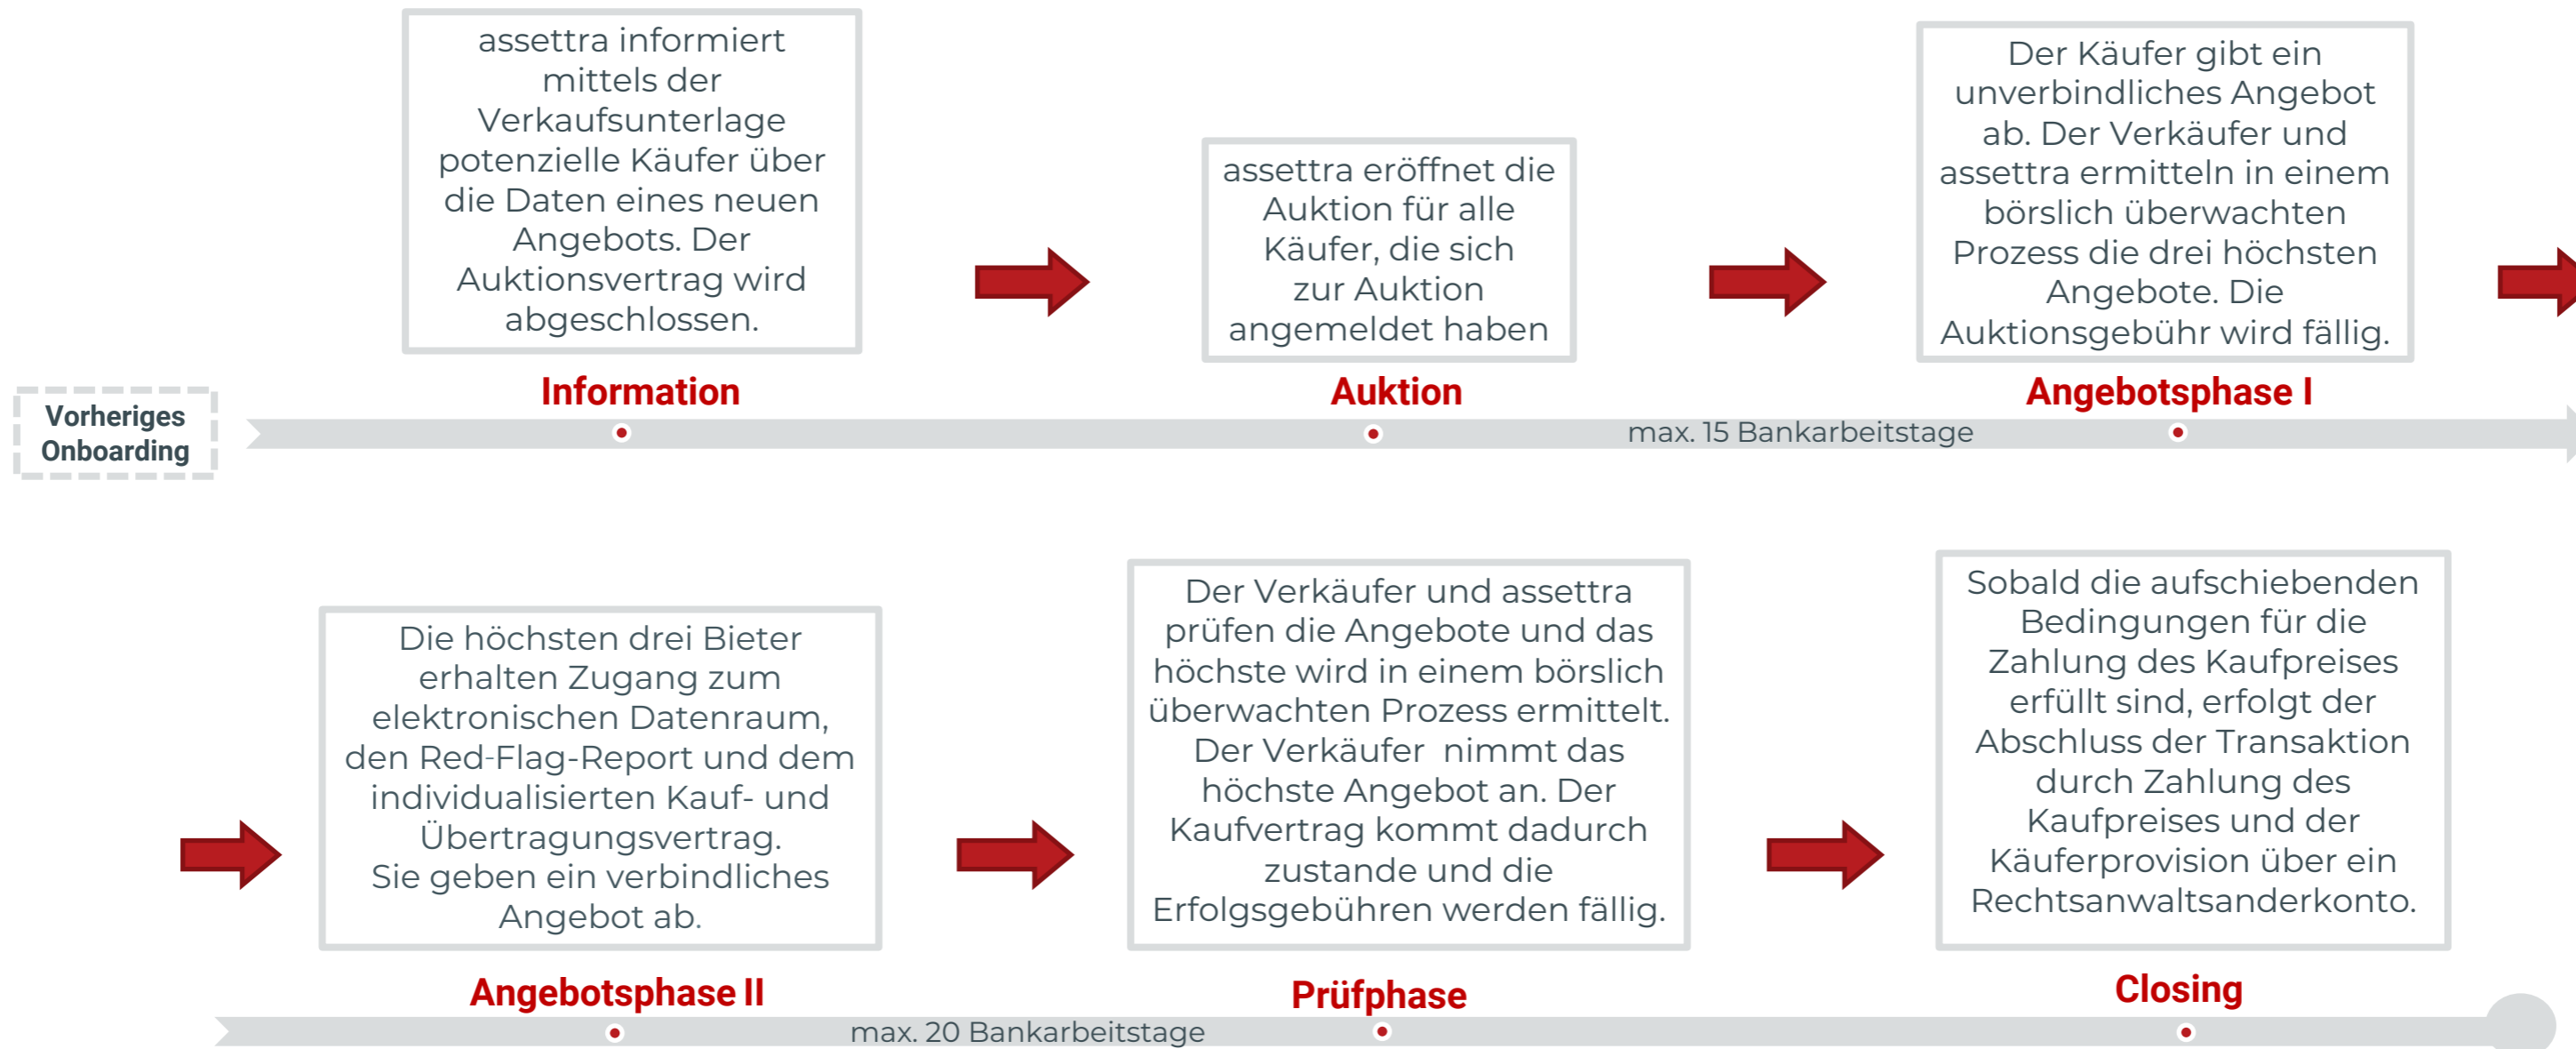 assettra informiert
mittels der
Verkaufsunterlage
potenzielle Käufer über
die Daten eines neuen
Angebots. Der
Auktionsvertrag wird
abgeschlossen.
assettra eröffnet die
Auktion für alle
Käufer, die sich
zur Auktion
angemeldet haben
Der Käufer gibt ein
unverbindliches Angebot
ab. Der Verkäufer und
assettra ermitteln in einem
börslich überwachten
Prozess die drei höchsten
Angebote. Die
Auktionsgebühr wird fällig.
Information
Auktion
Angebotsphase I
Vorheriges
Onboarding
max. 15 Bankarbeitstage
Die höchsten drei Bieter
erhalten Zugang zum
elektronischen Datenraum,
den Red-Flag-Report und dem
individualisierten Kauf- und
Übertragungsvertrag.
Sie geben ein verbindliches
Angebot ab.
Der Verkäufer und assettra
prüfen die Angebote und das
höchste wird in einem börslich
überwachten Prozess ermittelt.
Der Verkäufer  nimmt das
höchste Angebot an. Der
Kaufvertrag kommt dadurch
zustande und die
Erfolgsgebühren werden fällig.
Sobald die aufschiebenden
Bedingungen für die
Zahlung des Kaufpreises
erfüllt sind, erfolgt der
Abschluss der Transaktion
durch Zahlung des
Kaufpreises und der
Käuferprovision über ein
Rechtsanwaltsanderkonto.
Angebotsphase II
Prüfphase
Closing
max. 20 Bankarbeitstage